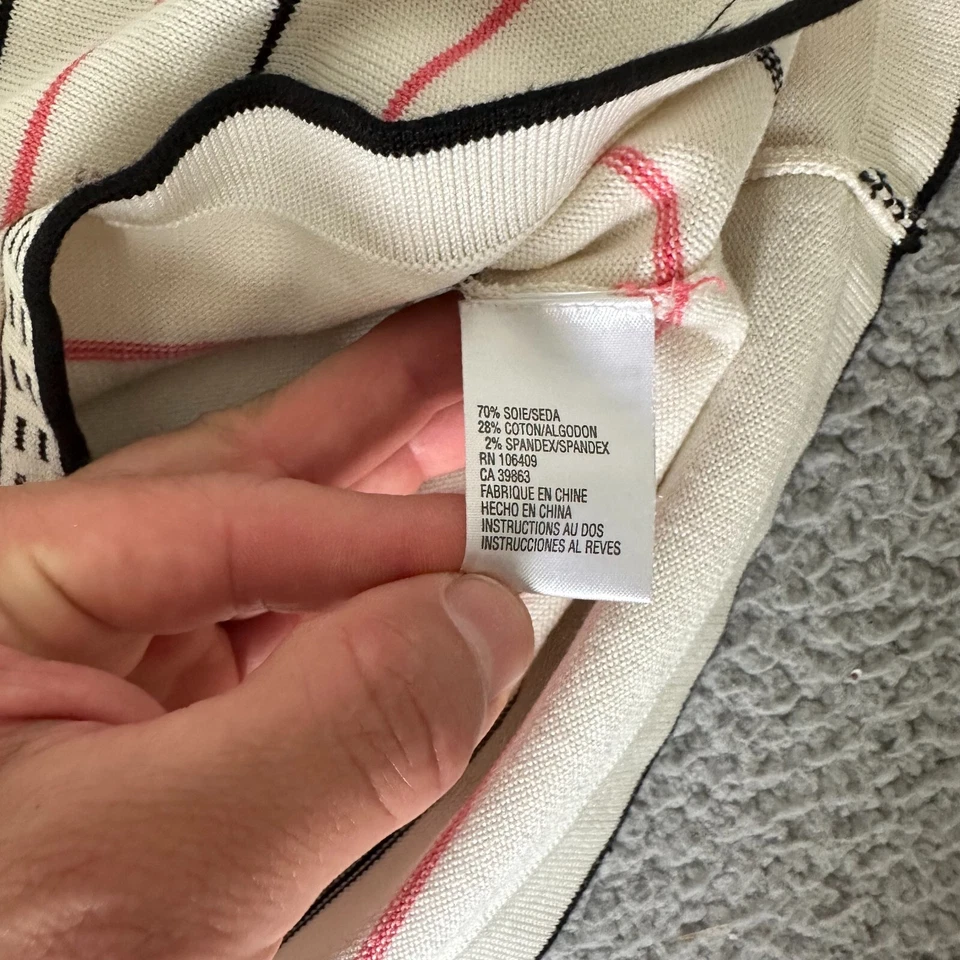 70% SOIE/SEDA
28% COTON/ALGODON
2% SPANDEX/SPANDEX
RN 106409
CA 39863
FABRIQUE EN CHINE
HECHO EN CHINA
INSTRUCTIONS AU DOS
INSTRUCCIONES AL REVES